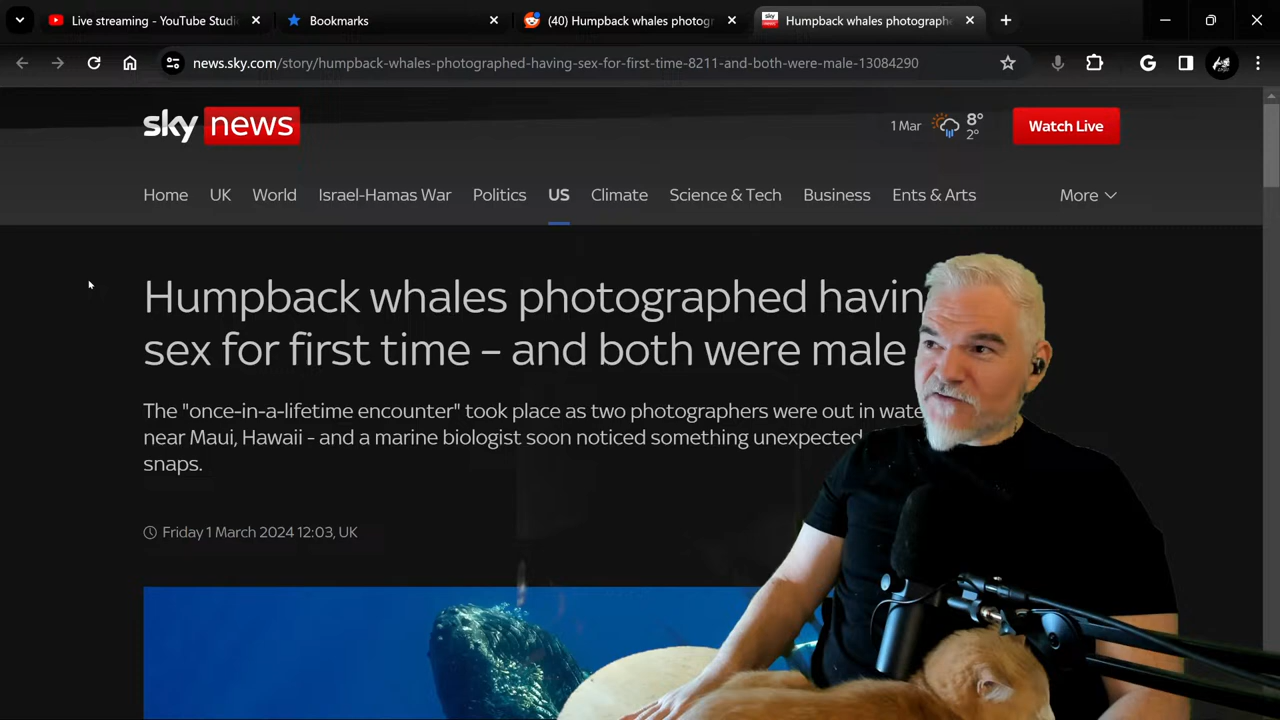 Live streaming - YouTube Studi
Bookmarks
(40) Humpback whales photogr
Humpback whales photographe
news.sky.com/story/humpback-whales-photographed-having-sex-for-first-time-8211-and-both-were-male-13084290
sky news
1 Mar
8°
2°
Watch Live
Home UK World Israel-Hamas War Politics US Climate Science & Tech Business Ents & Arts More
Humpback whales photographed havin
sex for first time – and both were male
The "once-in-a-lifetime encounter" took place as two photographers were out in wate
near Maui, Hawaii - and a marine biologist soon noticed something unexpected
snaps.
Friday 1 March 2024 12:03, UK